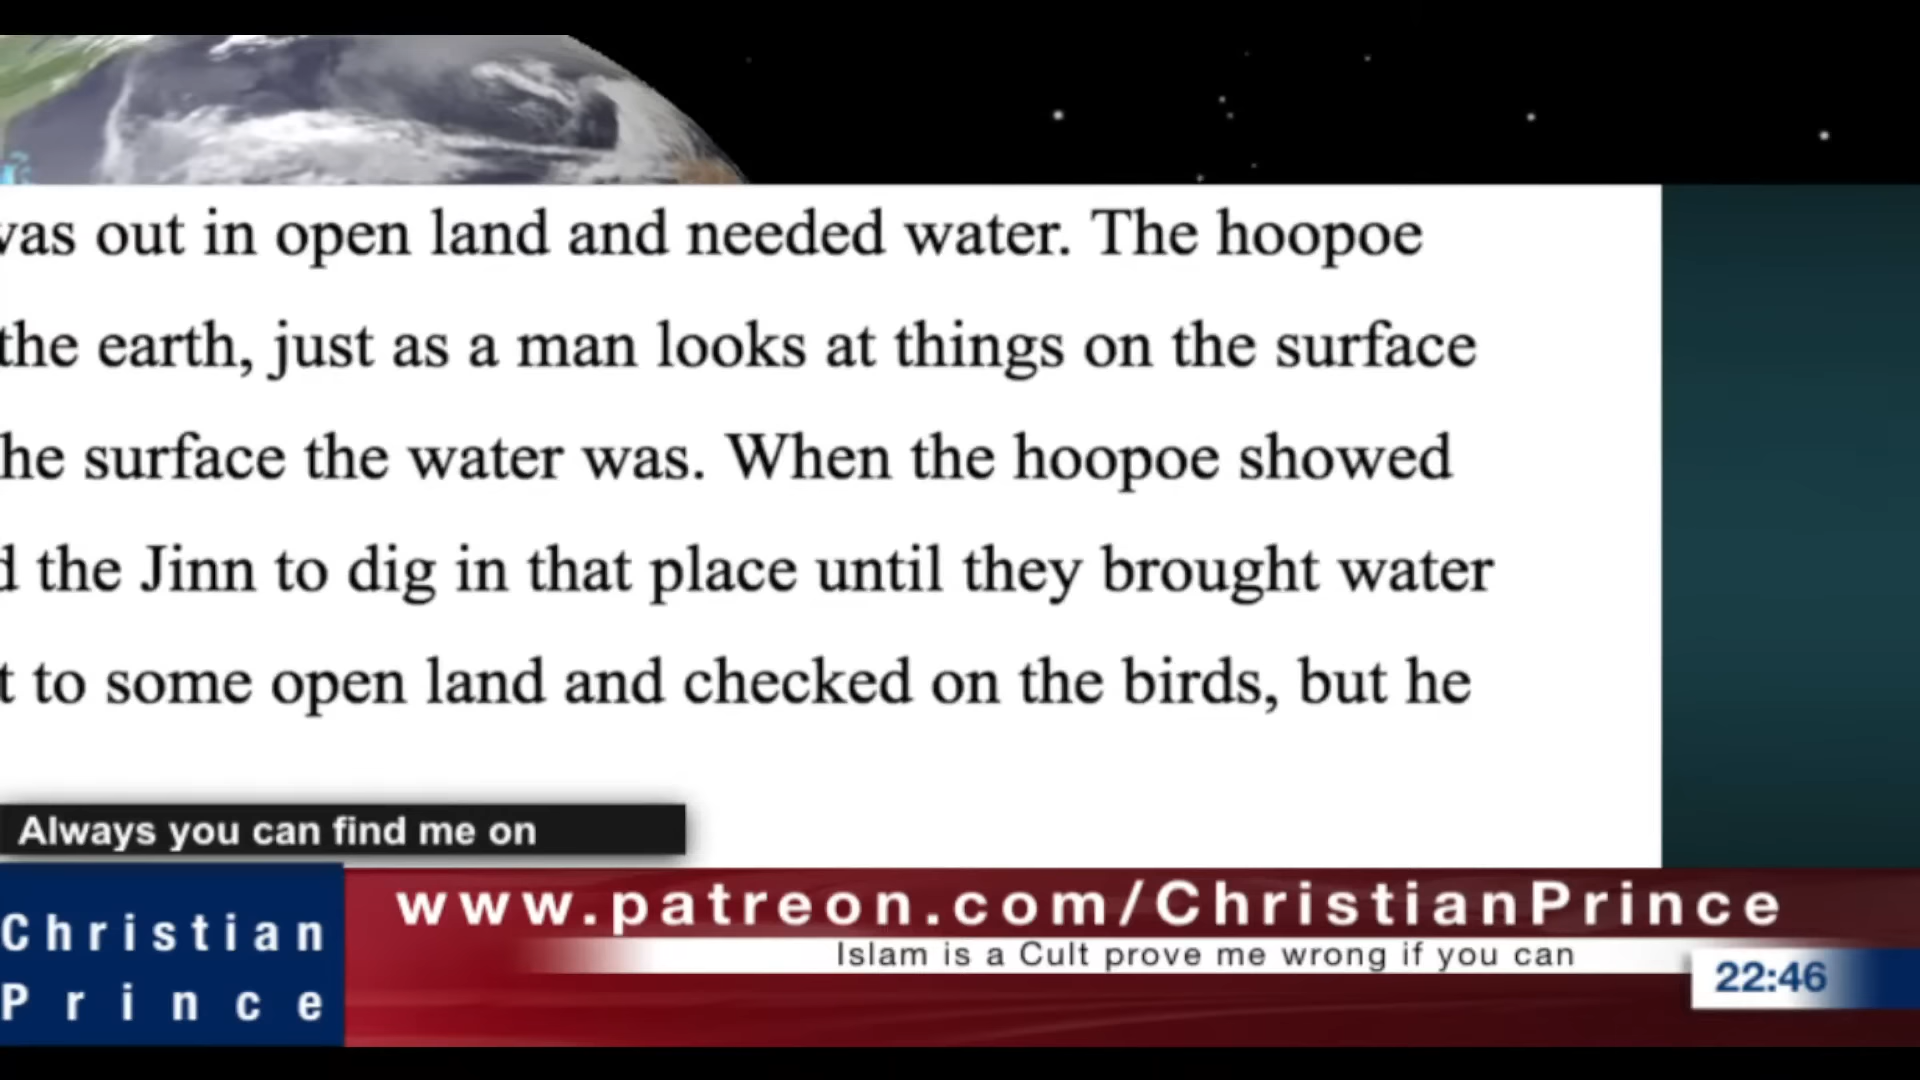 was out in open land and needed water. The hoopoe
the earth, just as a man looks at things on the surface
he surface the water was. When the hoopoe showed
d the Jinn to dig in that place until they brought water
t to some open land and checked on the birds, but he
Always you can find me on
Christian
Prince
www.patreon.com/ChristianPrince
Islam is a Cult prove me wrong if you can
22:46